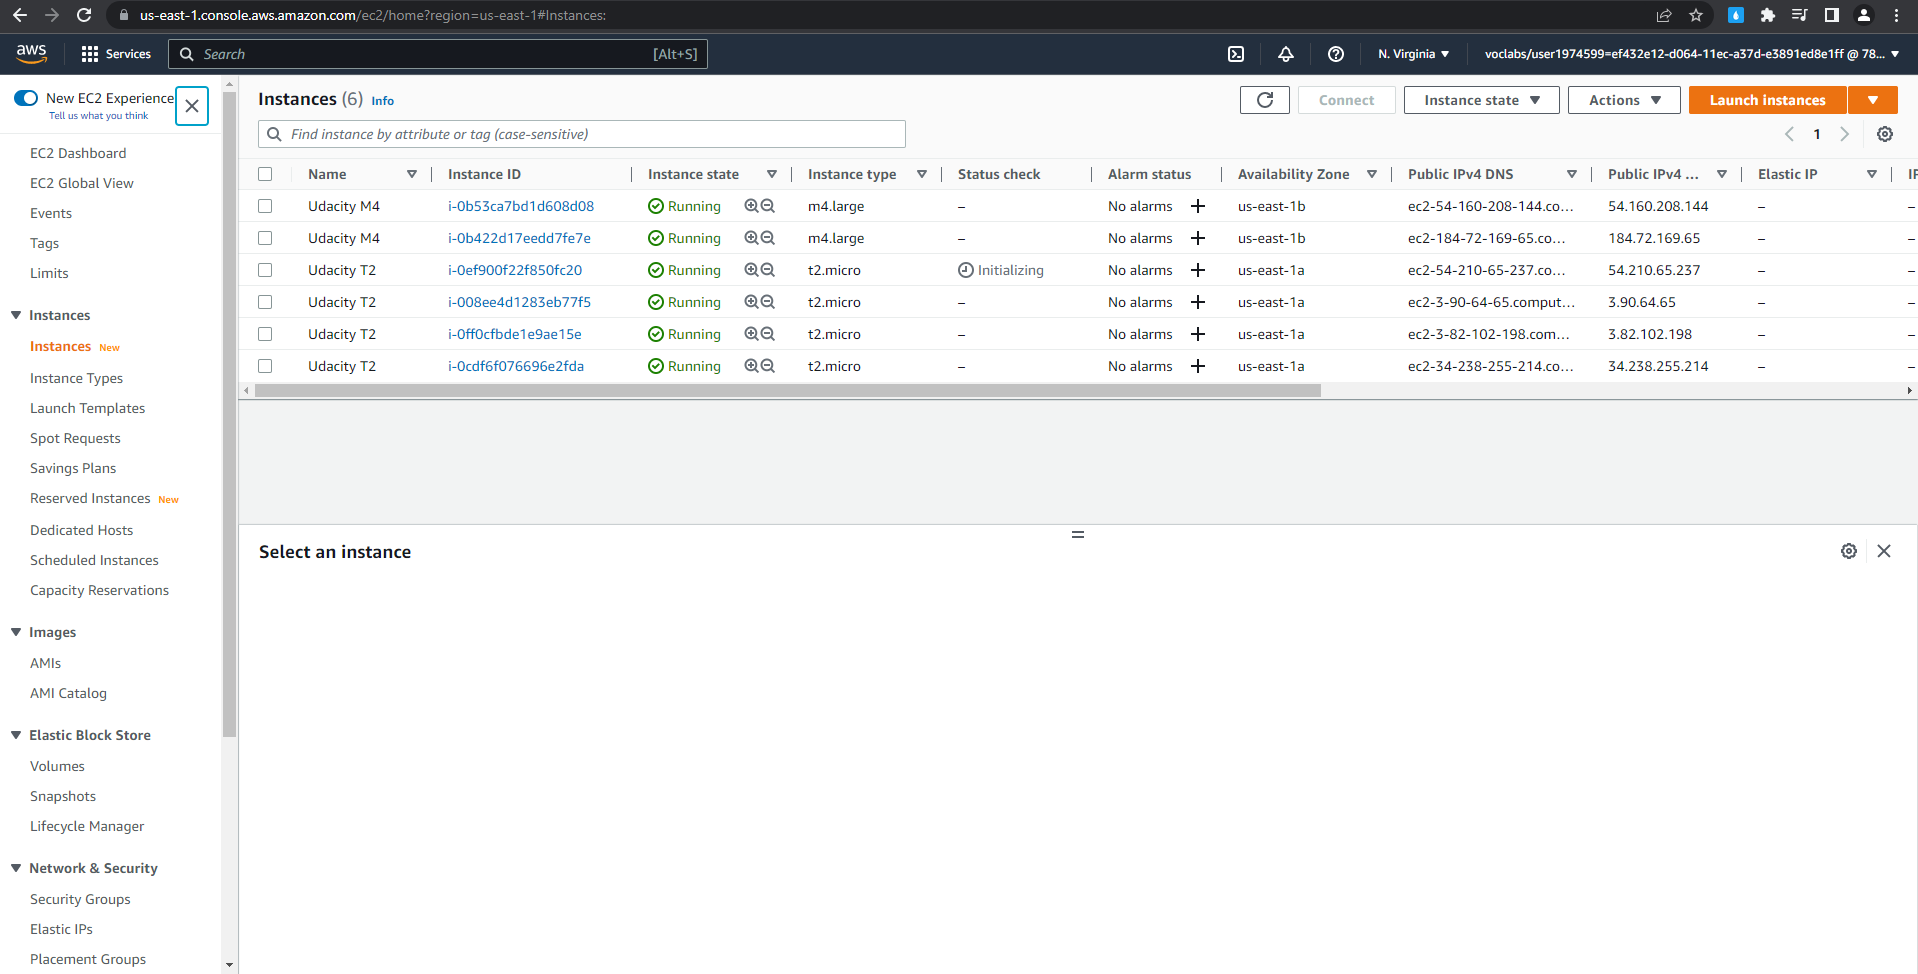 us-east-1.console.aws.amazon.com/ec2/home?region=us-east-1#Instances:
aws Services Search [Alt+S] N. Virginia voclabs/user1974599=ef432e12-d064-11ec-a37d-e3891ed8e1ff @ 78...
New EC2 Experience
Tell us what you think
EC2 Dashboard
EC2 Global View
Events
Tags
Limits
Instances
Instances New
Instance Types
Launch Templates
Spot Requests
Savings Plans
Reserved Instances New
Dedicated Hosts
Scheduled Instances
Capacity Reservations
Images
AMIs
AMI Catalog
Elastic Block Store
Volumes
Snapshots
Lifecycle Manager
Network & Security
Security Groups
Elastic IPs
Placement Groups
Instances (6) Info Connect Instance state Actions Launch instances
Find instance by attribute or tag (case-sensitive) 1
Name Instance ID Instance state Instance type Status check Alarm status Availability Zone Public IPv4 DNS Public IPv4 ... Elastic IP IP
Udacity M4 i-0b53ca7bd1d608d08 Running m4.large – No alarms + us-east-1b ec2-54-160-208-144.co... 54.160.208.144 – –
Udacity M4 i-0b422d17eedd7fe7e Running m4.large – No alarms + us-east-1b ec2-184-72-169-65.co... 184.72.169.65 – –
Udacity T2 i-0ef900f22f850fc20 Running t2.micro Initializing No alarms + us-east-1a ec2-54-210-65-237.co... 54.210.65.237 – –
Udacity T2 i-008ee4d1283eb77f5 Running t2.micro – No alarms + us-east-1a ec2-3-90-64-65.comput... 3.90.64.65 – –
Udacity T2 i-0ff0cfbde1e9ae15e Running t2.micro – No alarms + us-east-1a ec2-3-82-102-198.com... 3.82.102.198 – –
Udacity T2 i-0cdf6f076696e2fda Running t2.micro – No alarms + us-east-1a ec2-34-238-255-214.co... 34.238.255.214 – –
Select an instance